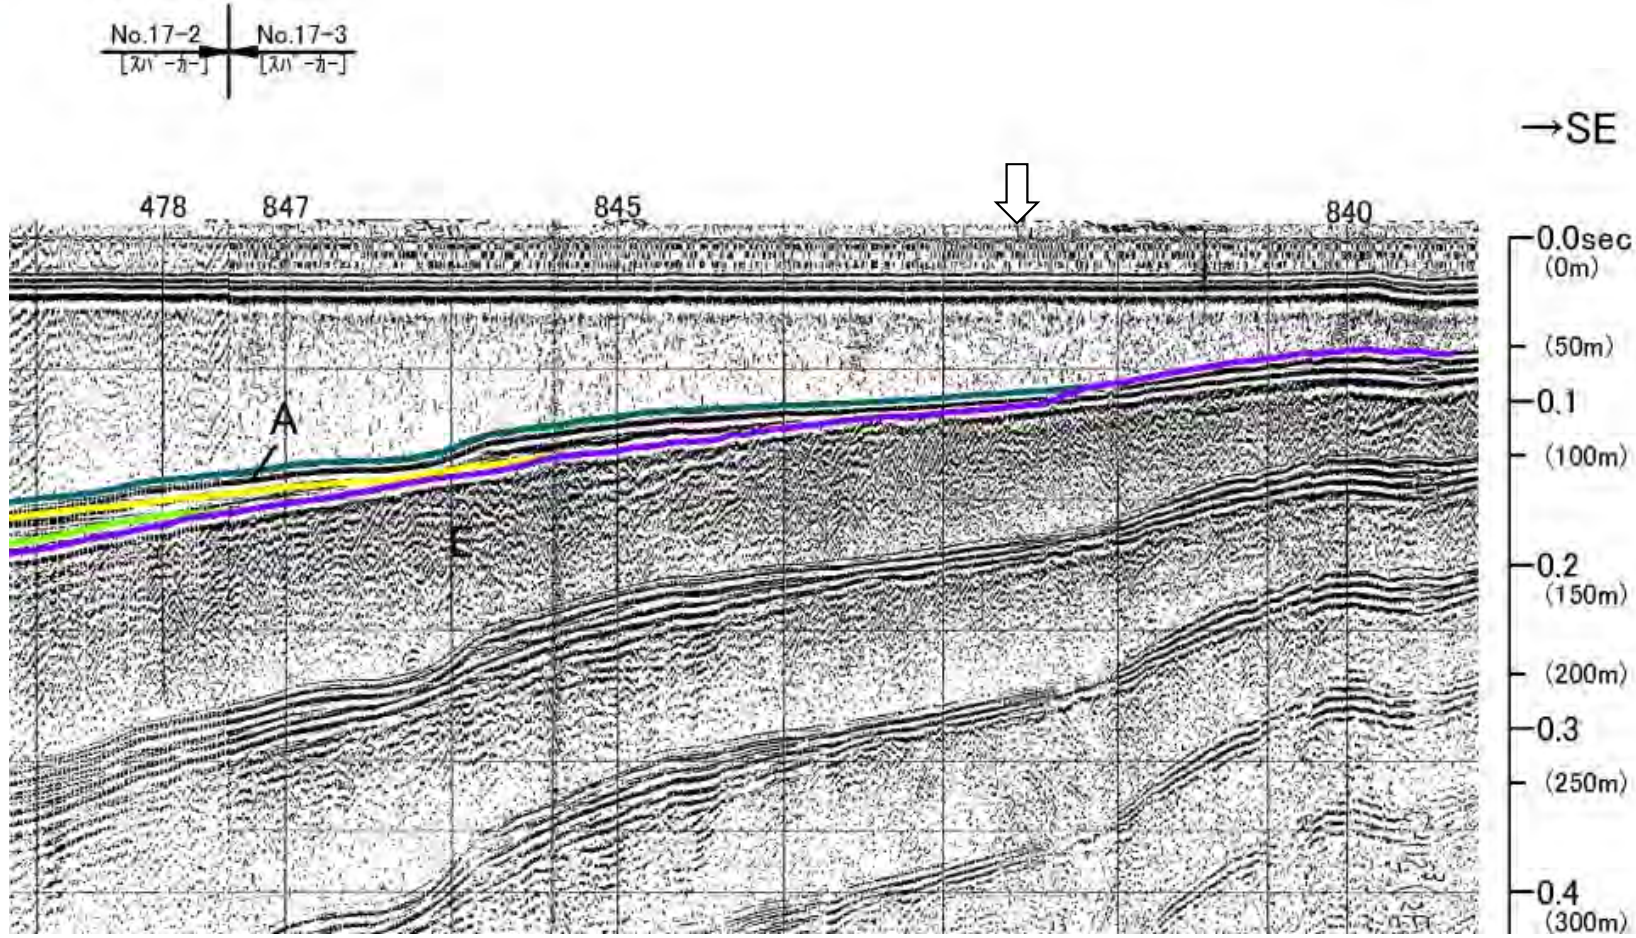 No.17-2 No.17-3
[ｽﾊﾟｰｶｰ] [ｽﾊﾟｰｶｰ]
→SE
478 847 845 840
0.0sec
(0m)
(50m)
0.1
A
(100m)
E
0.2
(150m)
(200m)
0.3
(250m)
0.4
(300m)